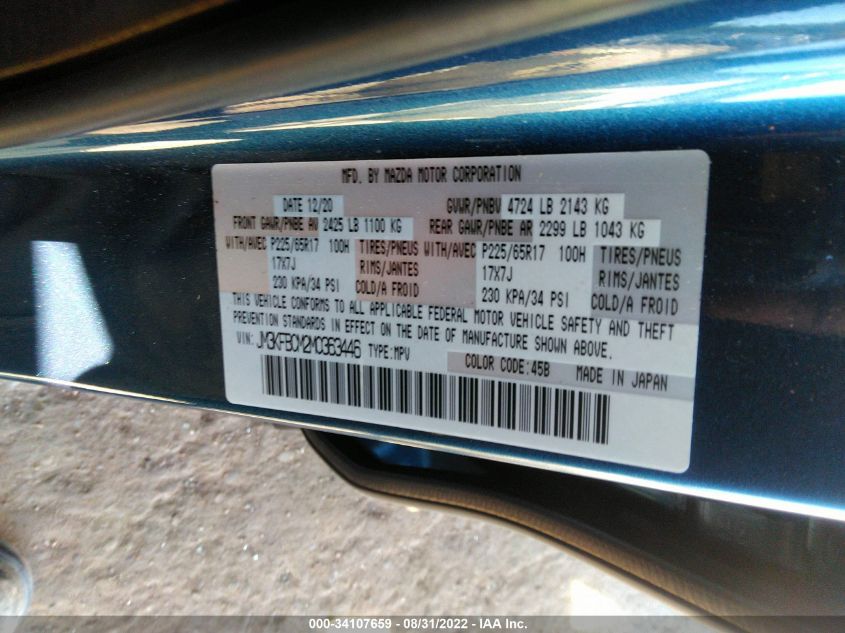 MFD. BY MAZDA MOTOR CORPORATION
DATE 12/20 GVWR/PNBV 4724 LB 2143 KG
FRONT GAWR/PNBE AV 2425 LB 1100 KG REAR GAWR/PNBE AR 2299 LB 1043 KG
WITH/AVEC P225/65R17 100H TIRES/PNEUS WITH/AVEC P225/65R17 100H TIRES/PNEUS
17X7J RIMS/JANTES 17X7J RIMS/JANTES
230 KPA/34 PSI COLD/A FROID 230 KPA/34 PSI COLD/A FROID
THIS VEHICLE CONFORMS TO ALL APPLICABLE FEDERAL MOTOR VEHICLE SAFETY AND THEFT
PREVENTION STANDARDS IN EFFECT ON THE DATE OF MANUFACTURE SHOWN ABOVE.
VIN: JM3KFBCM2M0363446 TYPE:MPV
COLOR CODE:45B MADE IN JAPAN
000-34107659 - 08/31/2022 - IAA Inc.